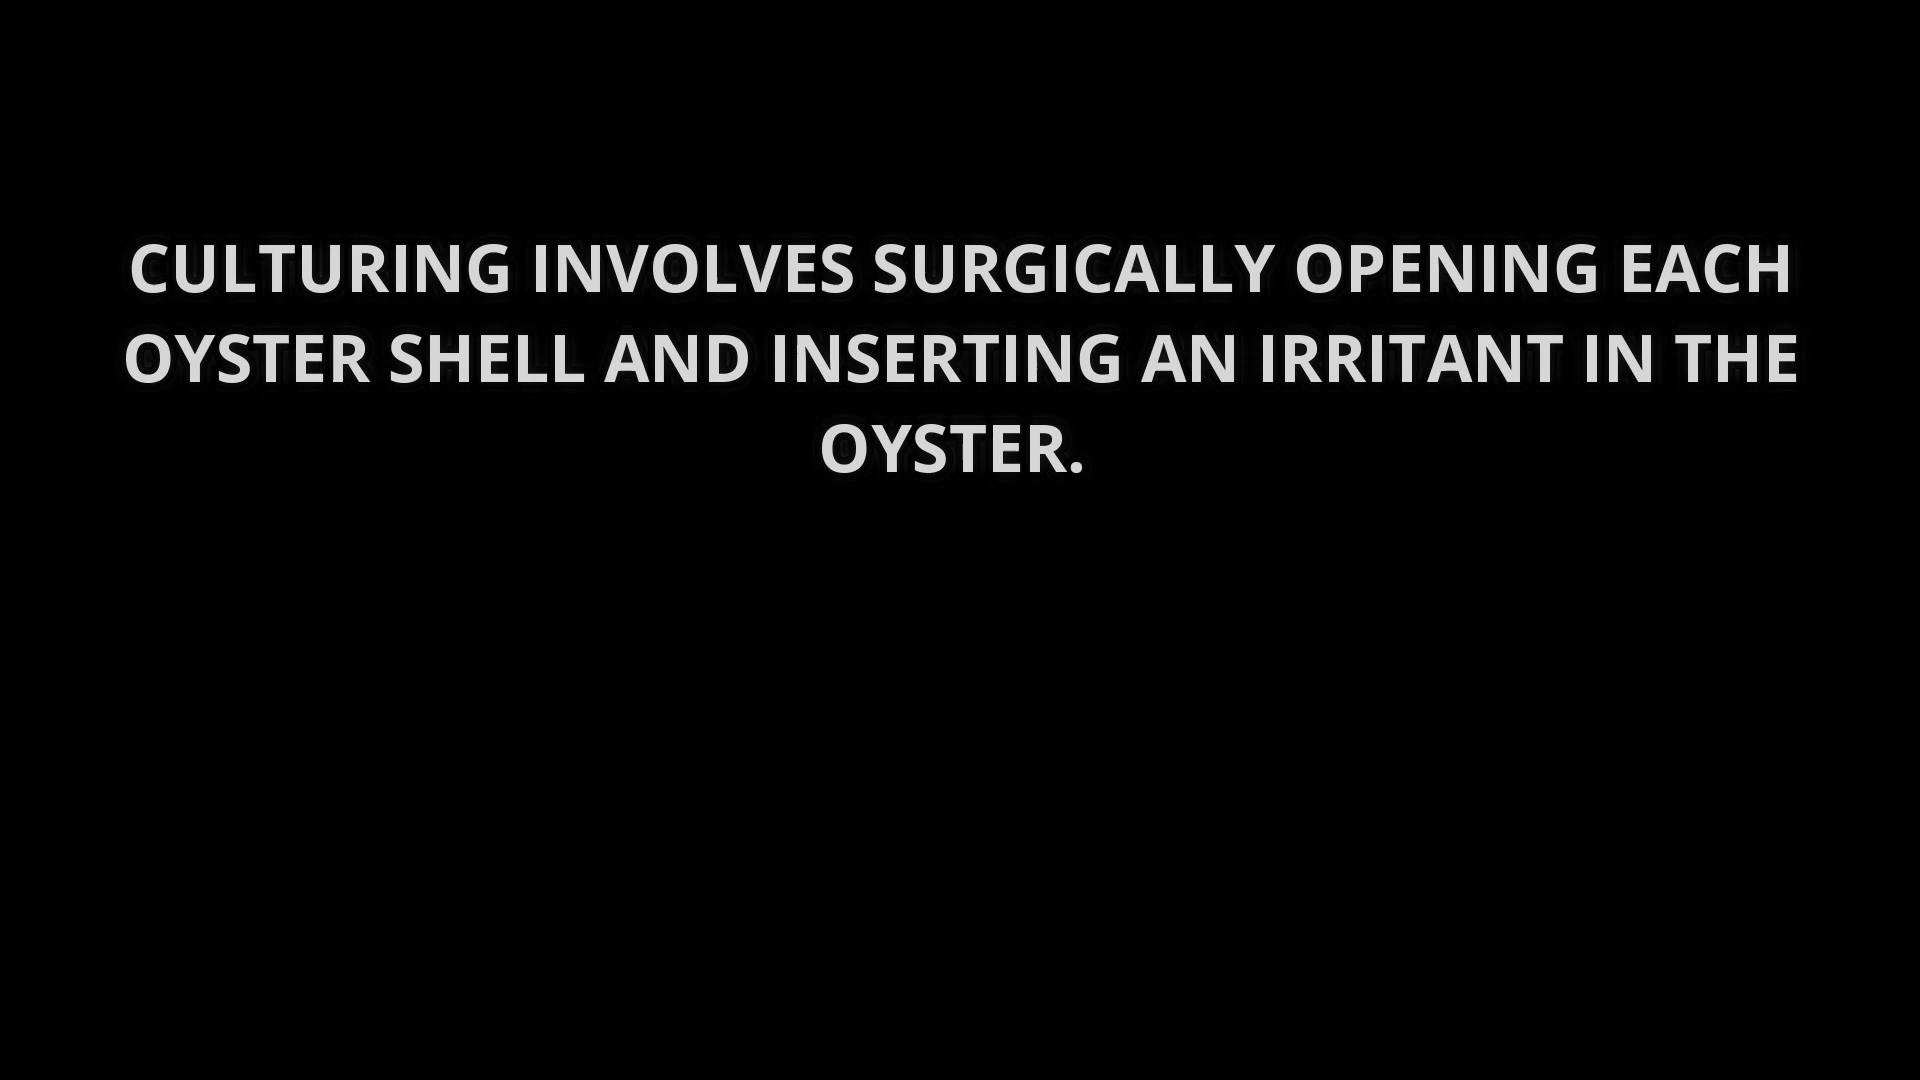 CULTURING INVOLVES SURGICALLY OPENING EACH
OYSTER SHELL AND INSERTING AN IRRITANT IN THE
OYSTER.